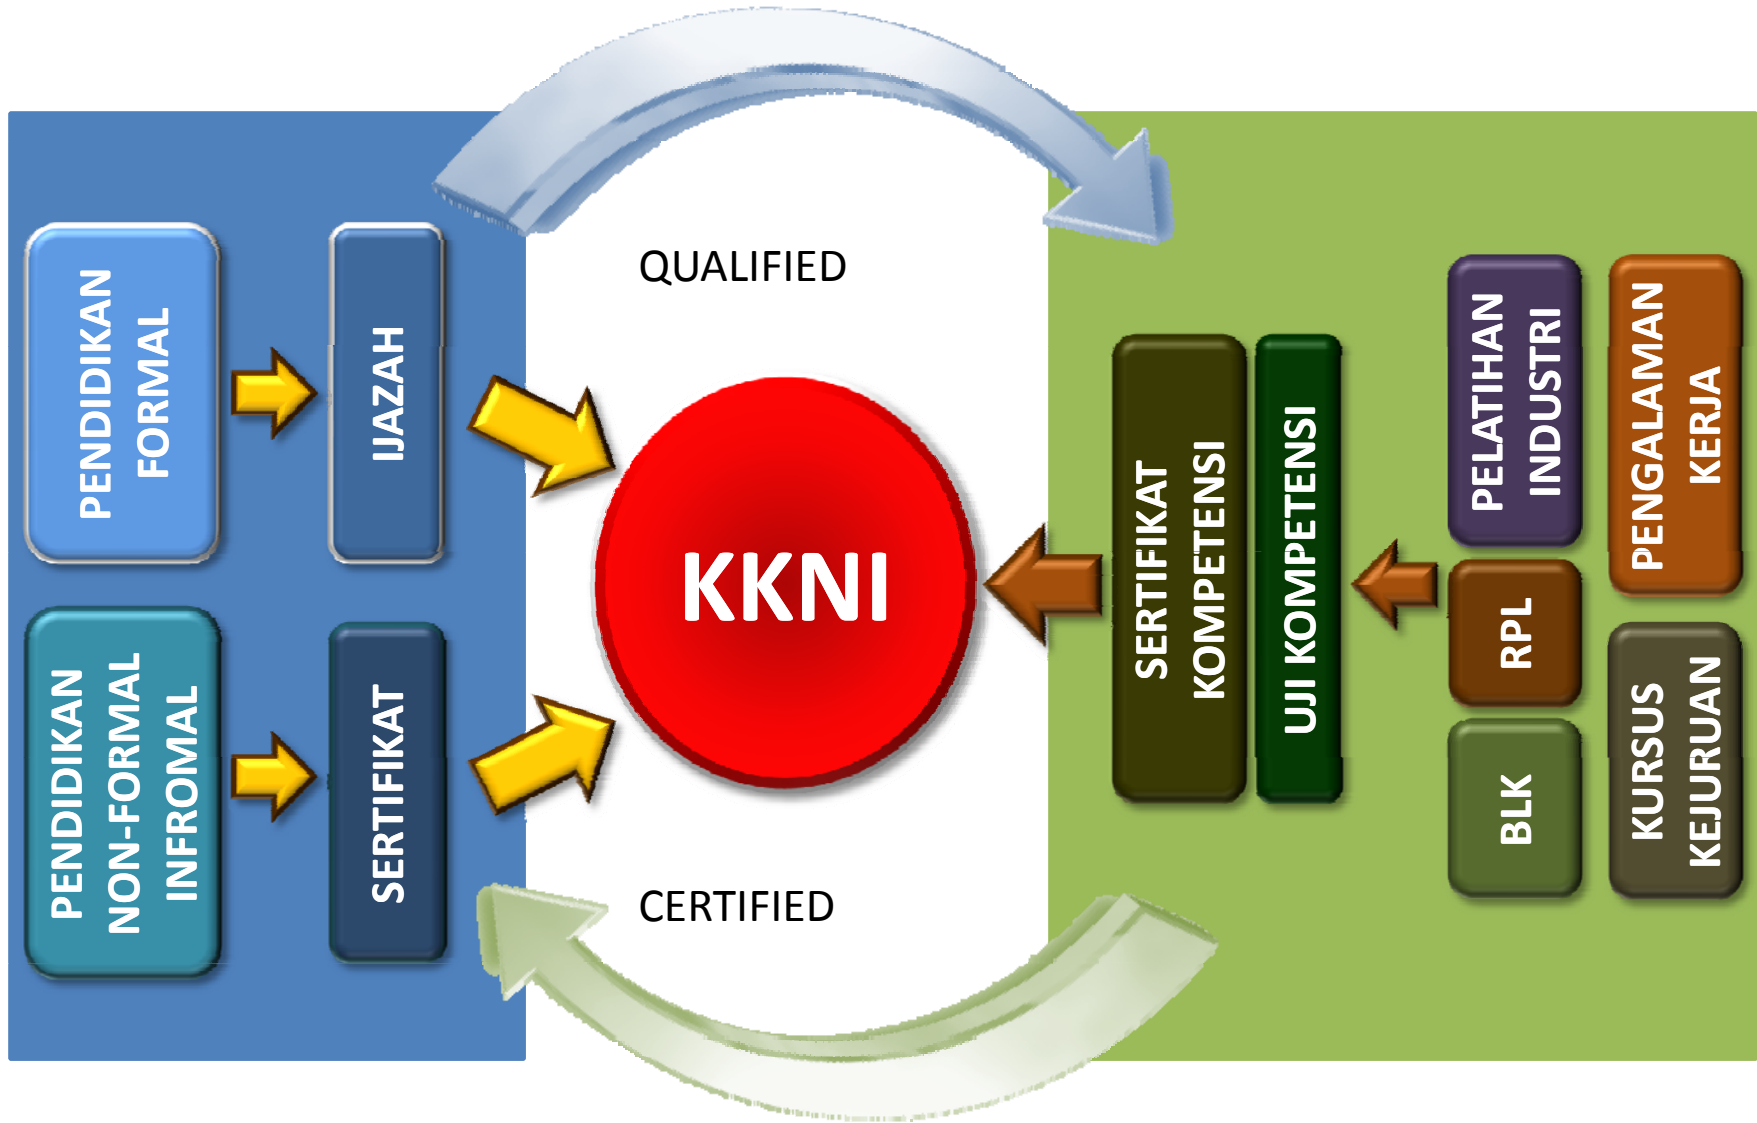 QUALIFIED
PENDIDIKAN
FORMAL
IJAZAH
PENDIDIKAN
NON-FORMAL
INFROMAL
SERTIFIKAT
KKNI
SERTIFIKAT
KOMPETENSI
UJI KOMPETENSI
PELATIHAN
INDUSTRI
PENGALAMAN
KERJA
RPL
BLK
KURSUS
KEJURUAN
CERTIFIED